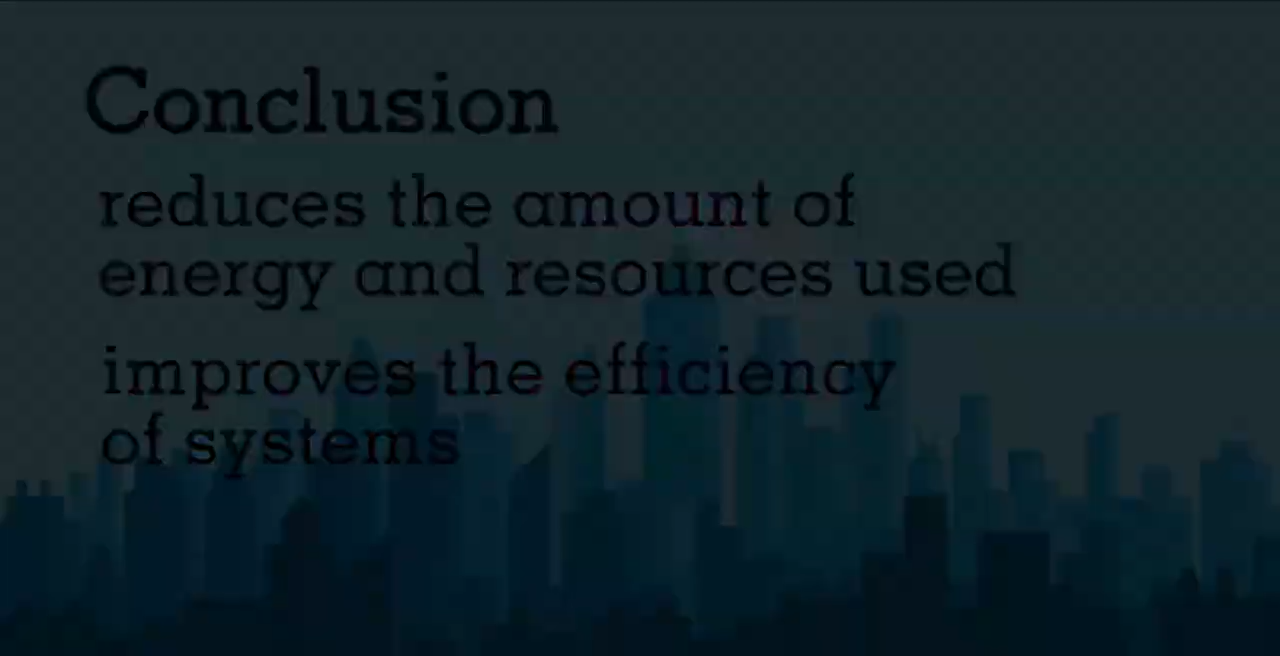 Conclusion
reduces the amount of
energy and resources used
improves the efficiency
of systems